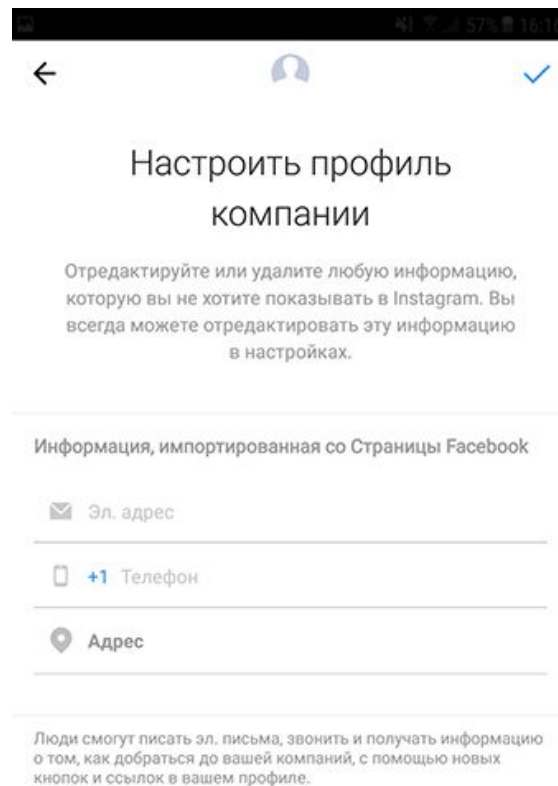 57% 16:16
Настроить профиль
компании
Отредактируйте или удалите любую информацию,
которую вы не хотите показывать в Instagram. Вы
всегда можете отредактировать эту информацию
в настройках.
Информация, импортированная со Страницы Facebook
Эл. адрес
+1 Телефон
Адрес
Люди смогут писать эл. письма, звонить и получать информацию
о том, как добраться до вашей компаний, с помощью новых
кнопок и ссылок в вашем профиле.